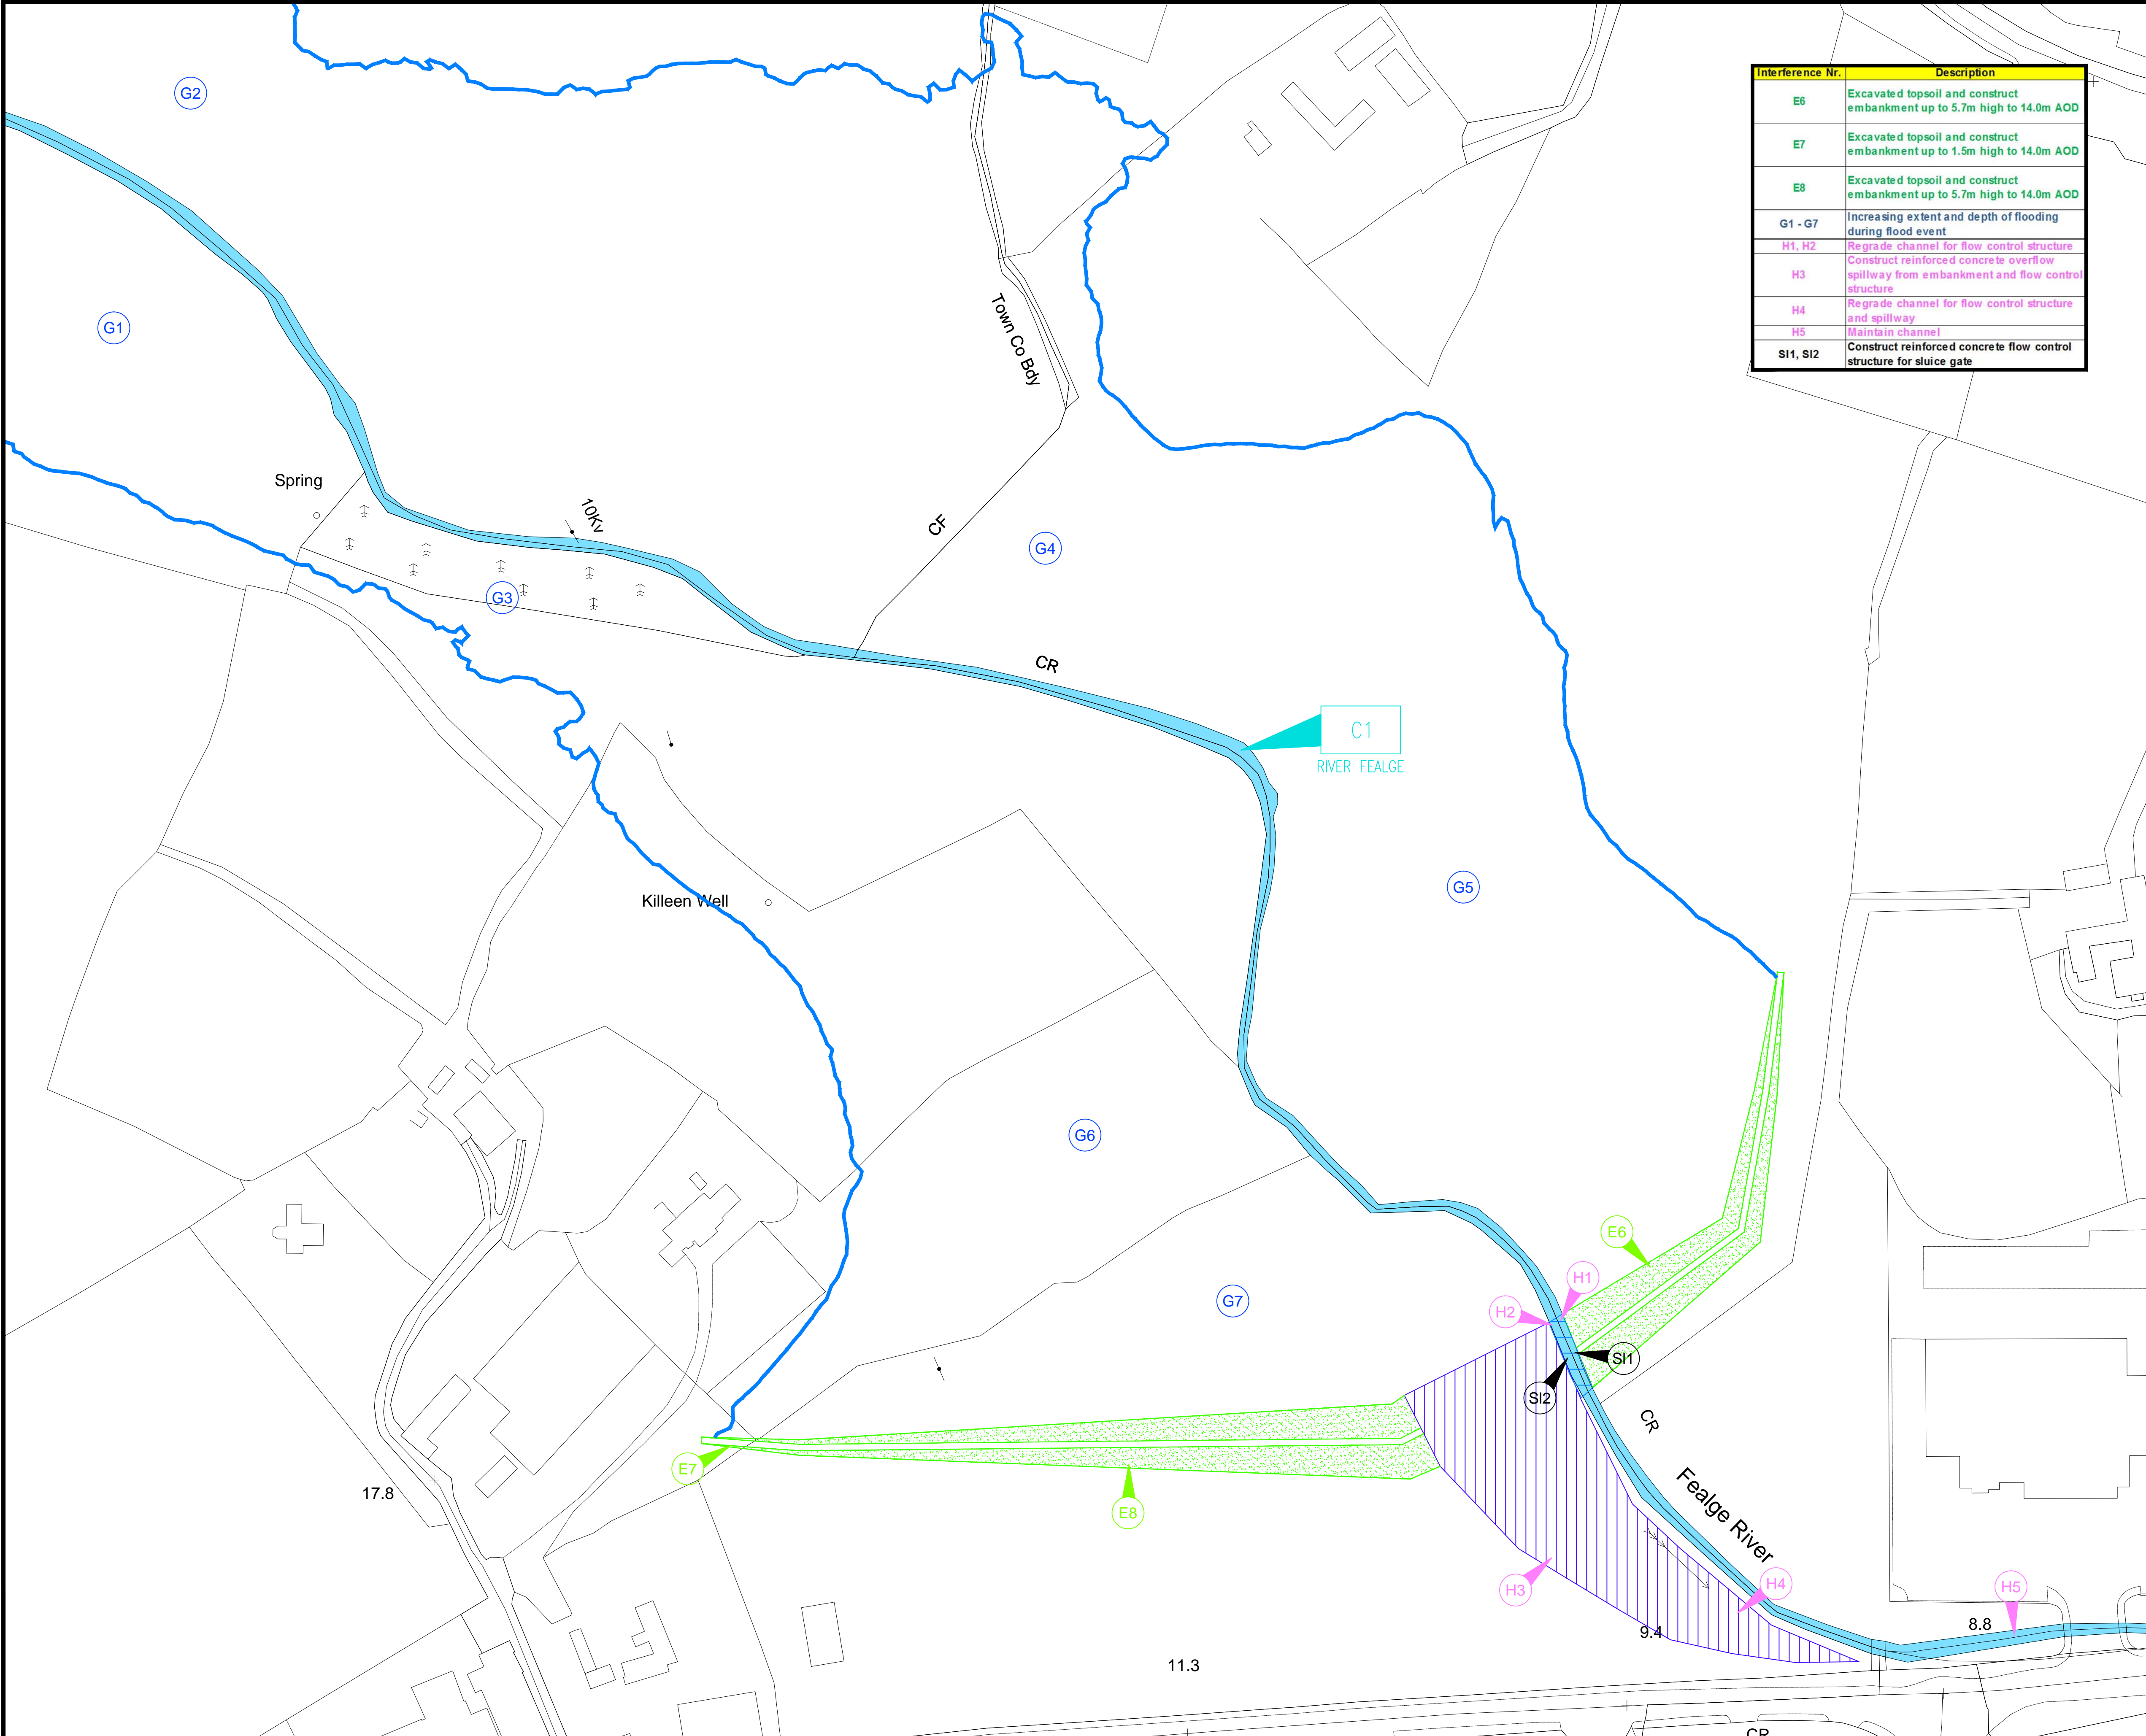 Interference Nr. Description
E6 Excavated topsoil and construct
embankment up to 5.7m high to 14.0m AOD
E7 Excavated topsoil and construct
embankment up to 1.5m high to 14.0m AOD
E8 Excavated topsoil and construct
embankment up to 5.7m high to 14.0m AOD
G1 - G7 Increasing extent and depth of flooding
during flood event
H1, H2 Regrade channel for flow control structure
H3 Construct reinforced concrete overflow
spillway from embankment and flow control
structure
H4 Regrade channel for flow control structure
and spillway
H5 Maintain channel
SI1, SI2 Construct reinforced concrete flow control
structure for sluice gate
G2
G1
Town Co Bdy
Spring
10Kv
CF
G4
G3
CR
C1
RIVER FEALGE
Killeen Well
G5
G6
E6
H1
G7
H2
SI1
SI2
CR
E7
17.8
E8
Fealge River
H3
H4
H5
9.4
8.8
11.3
CR